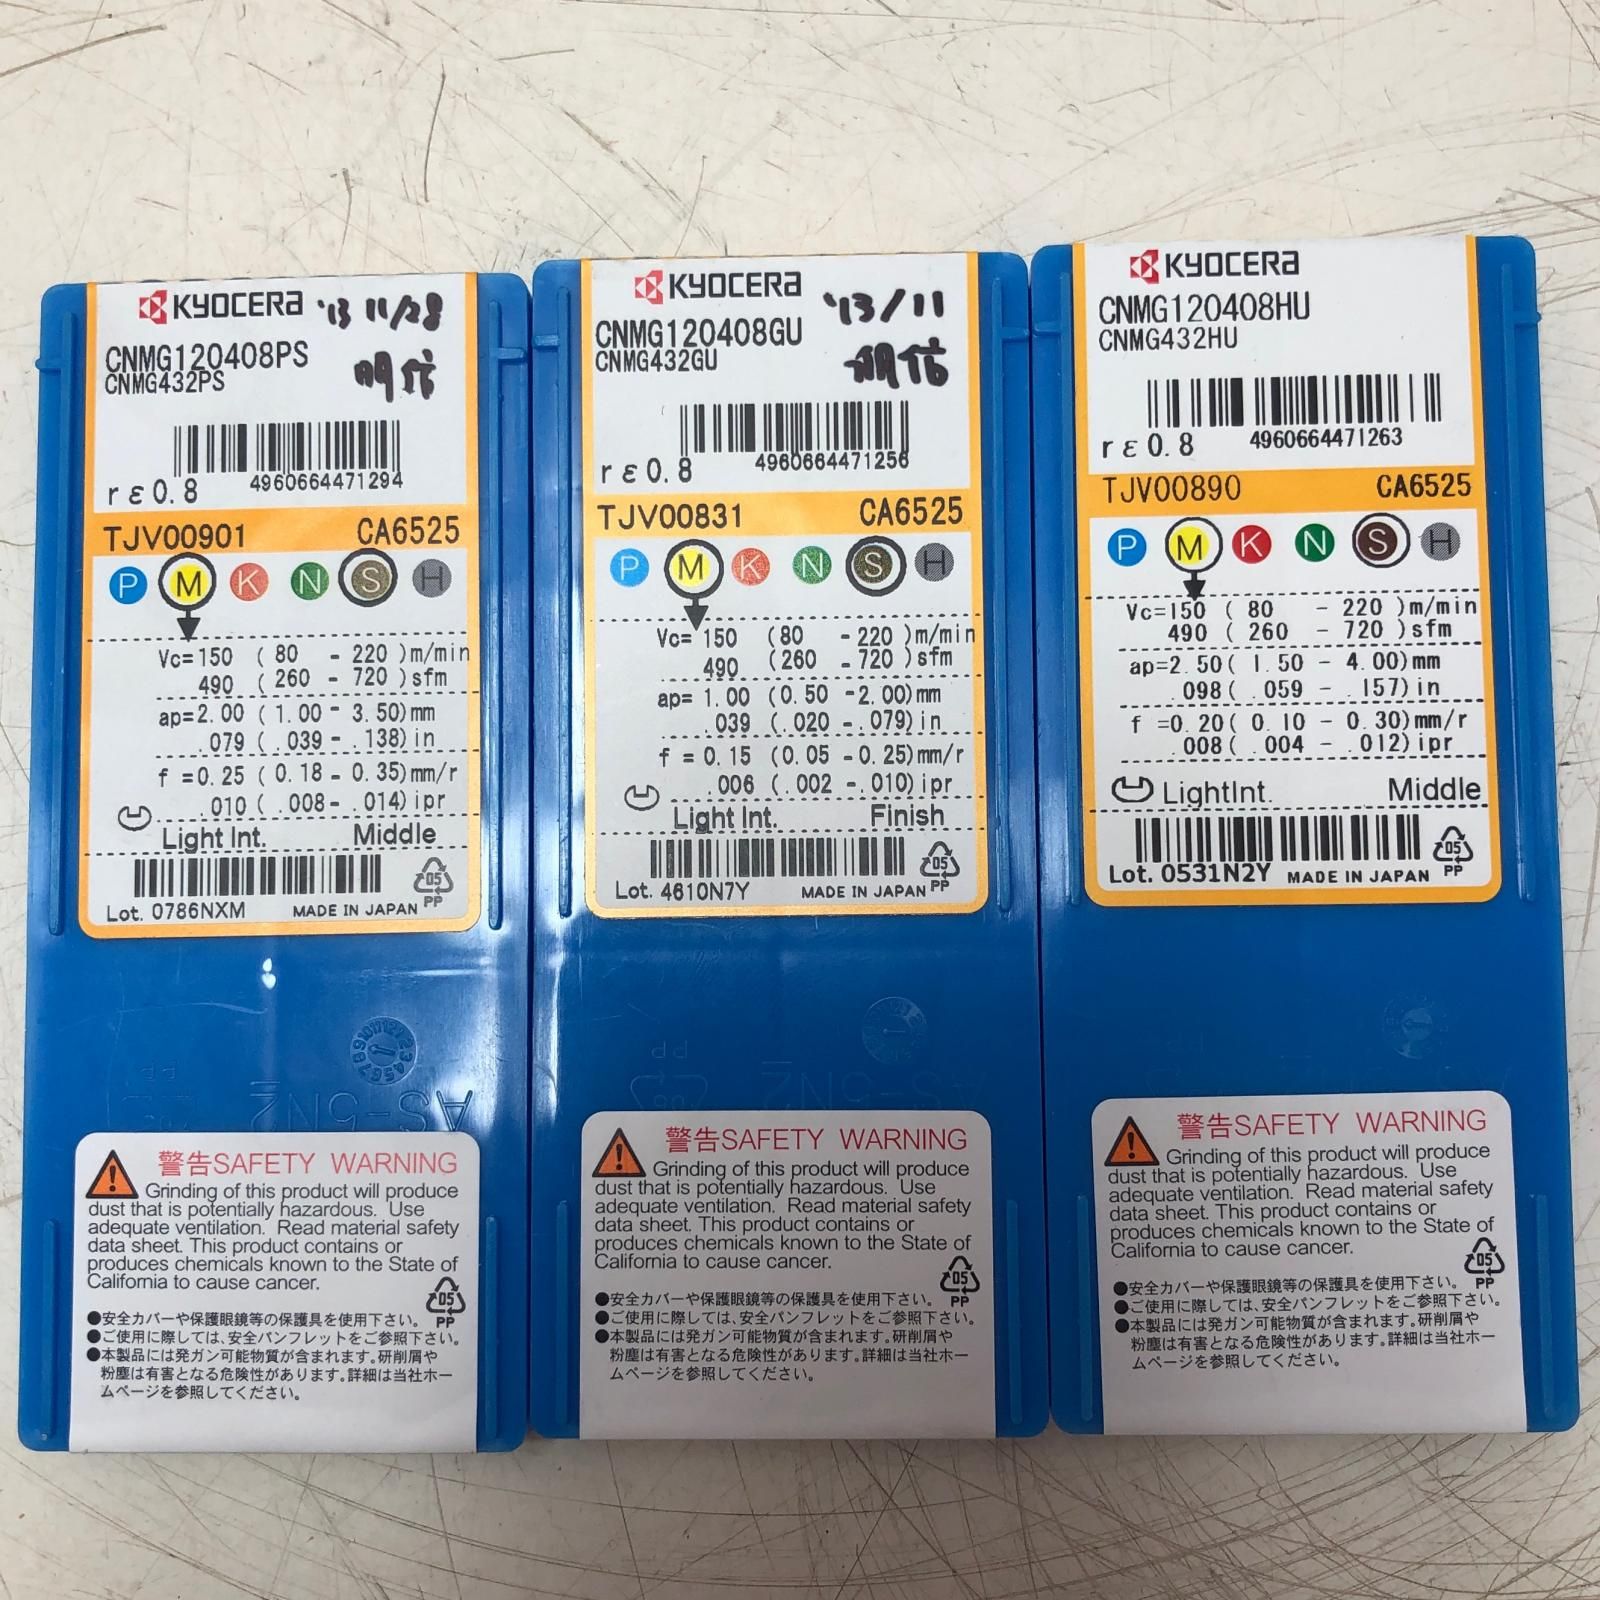 KYOCERA '13 11/28
CNMG120408PS
CNMG432PS
明信
rε0.8
4960664471294
TJV00901 CA6525
P M K N S H
Vc=150 ( 80 - 220 )m/min
490 ( 260 - 720 )sfm
ap=2.00 ( 1.00 - 3.50)mm
.079 ( .039 - .138)in
f =0.25 ( 0.18 - 0.35)mm/r
.010 ( .008 - .014)ipr
Light Int. Middle
Lot. 0786NXM MADE IN JAPAN
05
PP
警告SAFETY WARNING
Grinding of this product will produce
dust that is potentially hazardous. Use
adequate ventilation. Read material safety
data sheet. This product contains or
produces chemicals known to the State of
California to cause cancer.
05
PP
●安全カバーや保護眼鏡等の保護具を使用下さい。
●ご使用に際しては、安全パンフレットをご参照下さい。
●本製品には発ガン可能物質が含まれます。研削屑や
粉塵は有害となる危険性があります。詳細は当社ホー
ムページを参照してください。
KYOCERA '13/11
CNMG120408GU
CNMG432GU
明信
rε0.8
4960664471256
TJV00831 CA6525
P M K N S H
Vc= 150 (80 - 220 )m/min
490 (260 - 720 )sfm
ap= 1.00 (0.50 -2.00)mm
.039 (.020 -.079)in
f = 0.15 (0.05 -0.25)mm/r
.006 (.002 -.010)ipr
Light Int. Finish
Lot. 4610N7Y MADE IN JAPAN
05
PP
AS-5N2
警告SAFETY WARNING
Grinding of this product will produce
dust that is potentially hazardous. Use
adequate ventilation. Read material safety
data sheet. This product contains or
produces chemicals known to the State of
California to cause cancer.
05
PP
●安全カバーや保護眼鏡等の保護具を使用下さい。
●ご使用に際しては、安全パンフレットをご参照下さい。
●本製品には発ガン可能物質が含まれます。研削屑や
粉塵は有害となる危険性があります。詳細は当社ホー
ムページを参照してください。
KYOCERA
CNMG120408HU
CNMG432HU
rε0.8
4960664471263
TJV00890 CA6525
P M K N S H
Vc=150 ( 80 - 220 )m/min
490 ( 260 - 720 )sfm
ap=2.50( 1.50 - 4.00)mm
.098( .059 - .157)in
f =0.20( 0.10 - 0.30)mm/r
.008( .004 - .012)ipr
LightInt. Middle
Lot. 0531N2Y MADE IN JAPAN
05
PP
警告SAFETY WARNING
Grinding of this product will produce
dust that is potentially hazardous. Use
adequate ventilation. Read material safety
data sheet. This product contains or
produces chemicals known to the State of
California to cause cancer.
05
PP
●安全カバーや保護眼鏡等の保護具を使用下さい。
●ご使用に際しては、安全パンフレットをご参照下さい。
●本製品には発ガン可能物質が含まれます。研削屑や
粉塵は有害となる危険性があります。詳細は当社ホー
ムページを参照してください。